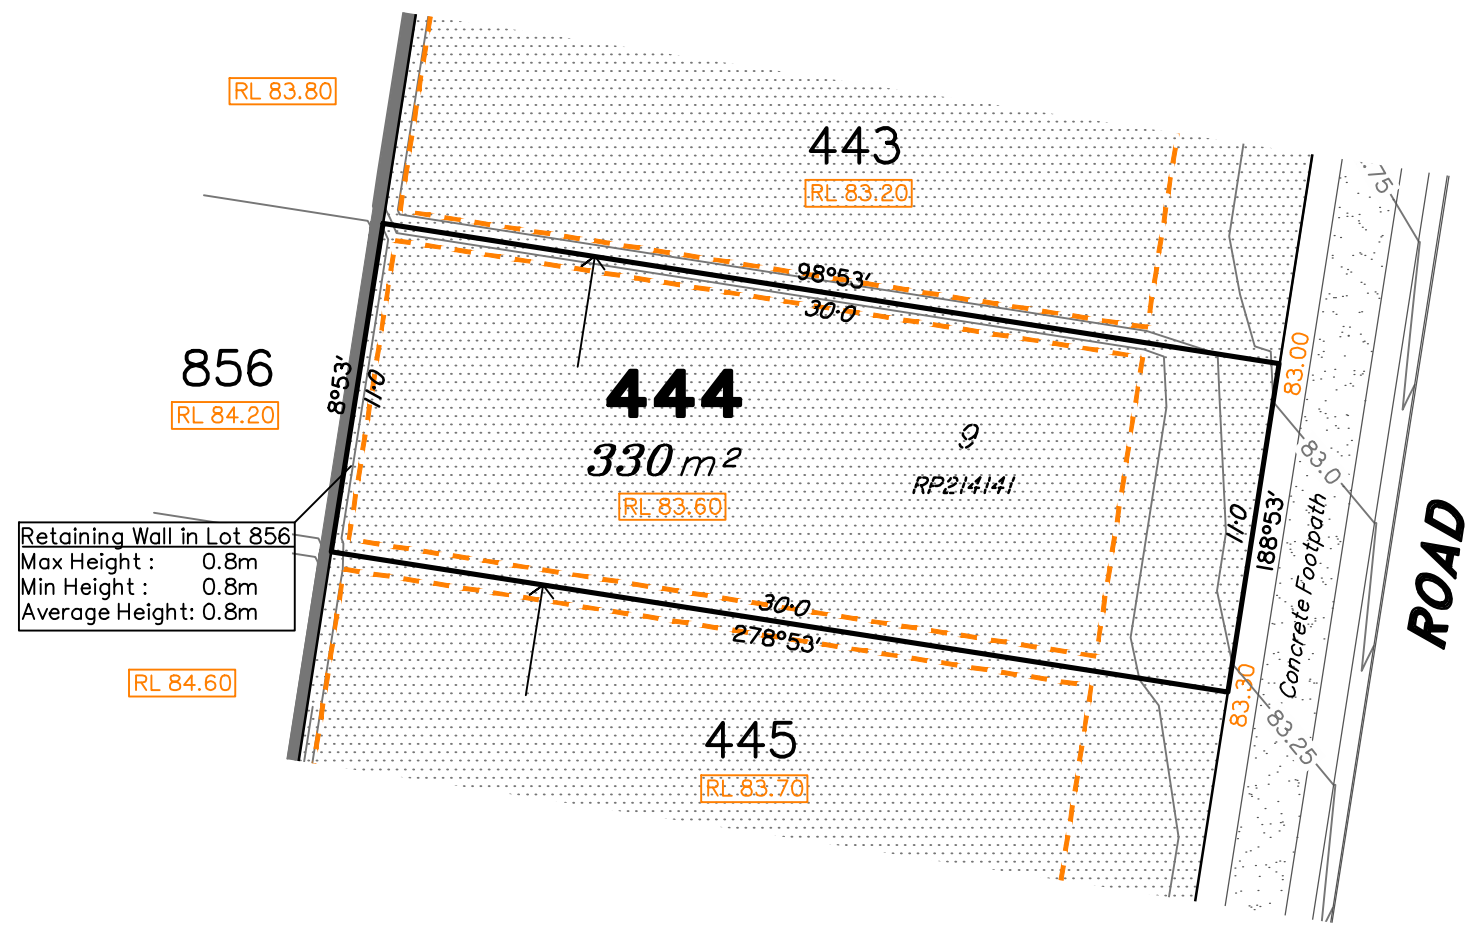 RL 83.80
443
RL 83.20
.75
98°53'
30·0
83.00
856
RL 84.20
8°53'
11·0
444
330 m²
RL 83.60
9
RP214141
83.0
11·0
188°53'
Concrete Footpath
ROAD
Retaining Wall in Lot 856
Max Height : 0.8m
Min Height : 0.8m
Average Height: 0.8m
30·0
278°53'
RL 84.60
83.30
83.25
445
RL 83.70